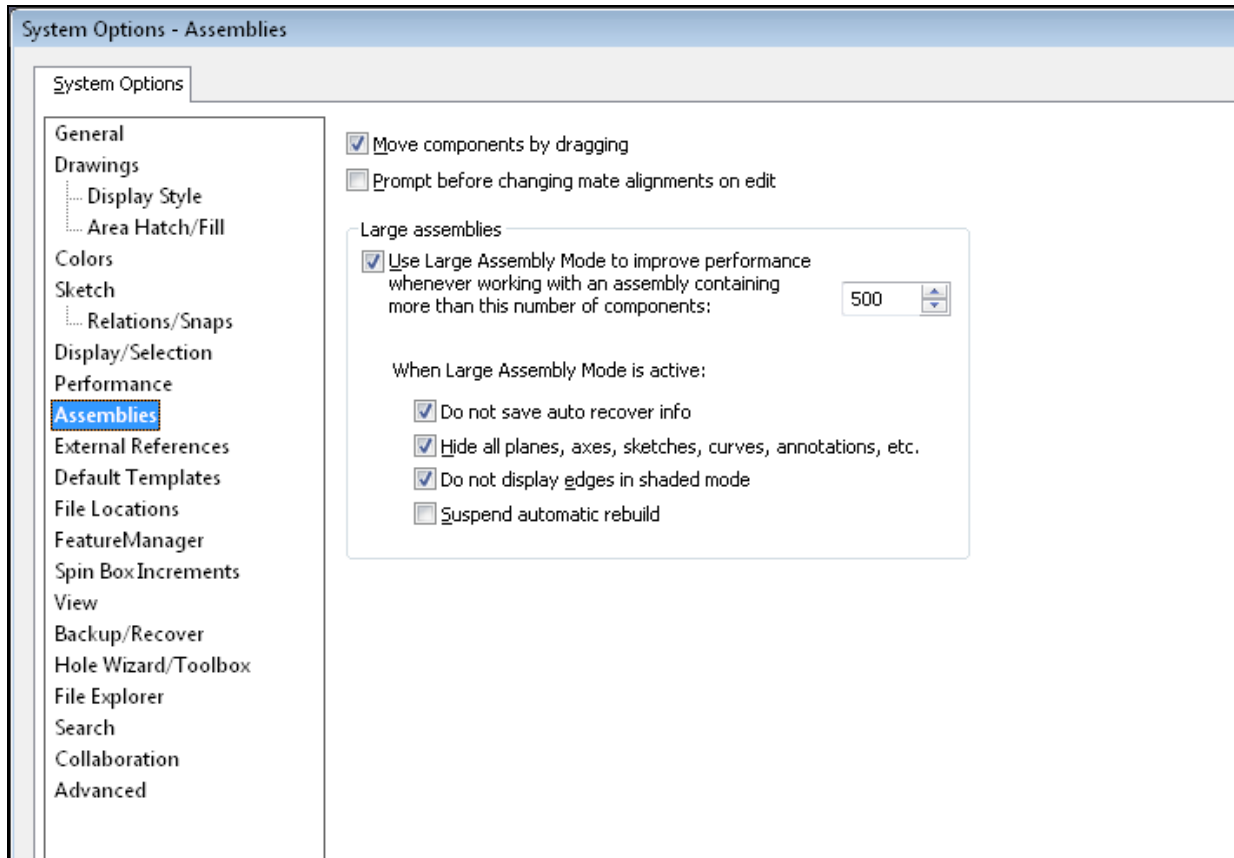 System Options - Assemblies
System Options
General
Drawings
Display Style
Area Hatch/Fill
Colors
Sketch
Relations/Snaps
Display/Selection
Performance
Assemblies
External References
Default Templates
File Locations
FeatureManager
Spin Box Increments
View
Backup/Recover
Hole Wizard/Toolbox
File Explorer
Search
Collaboration
Advanced
Move components by dragging
Prompt before changing mate alignments on edit
Large assemblies
Use Large Assembly Mode to improve performance
whenever working with an assembly containing
more than this number of components:
500
When Large Assembly Mode is active:
Do not save auto recover info
Hide all planes, axes, sketches, curves, annotations, etc.
Do not display edges in shaded mode
Suspend automatic rebuild